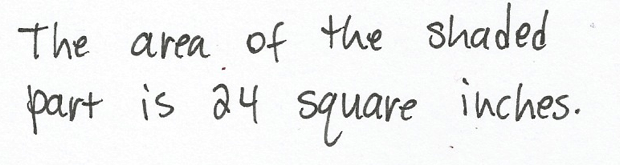 The area of the shaded
part is 24 square inches.